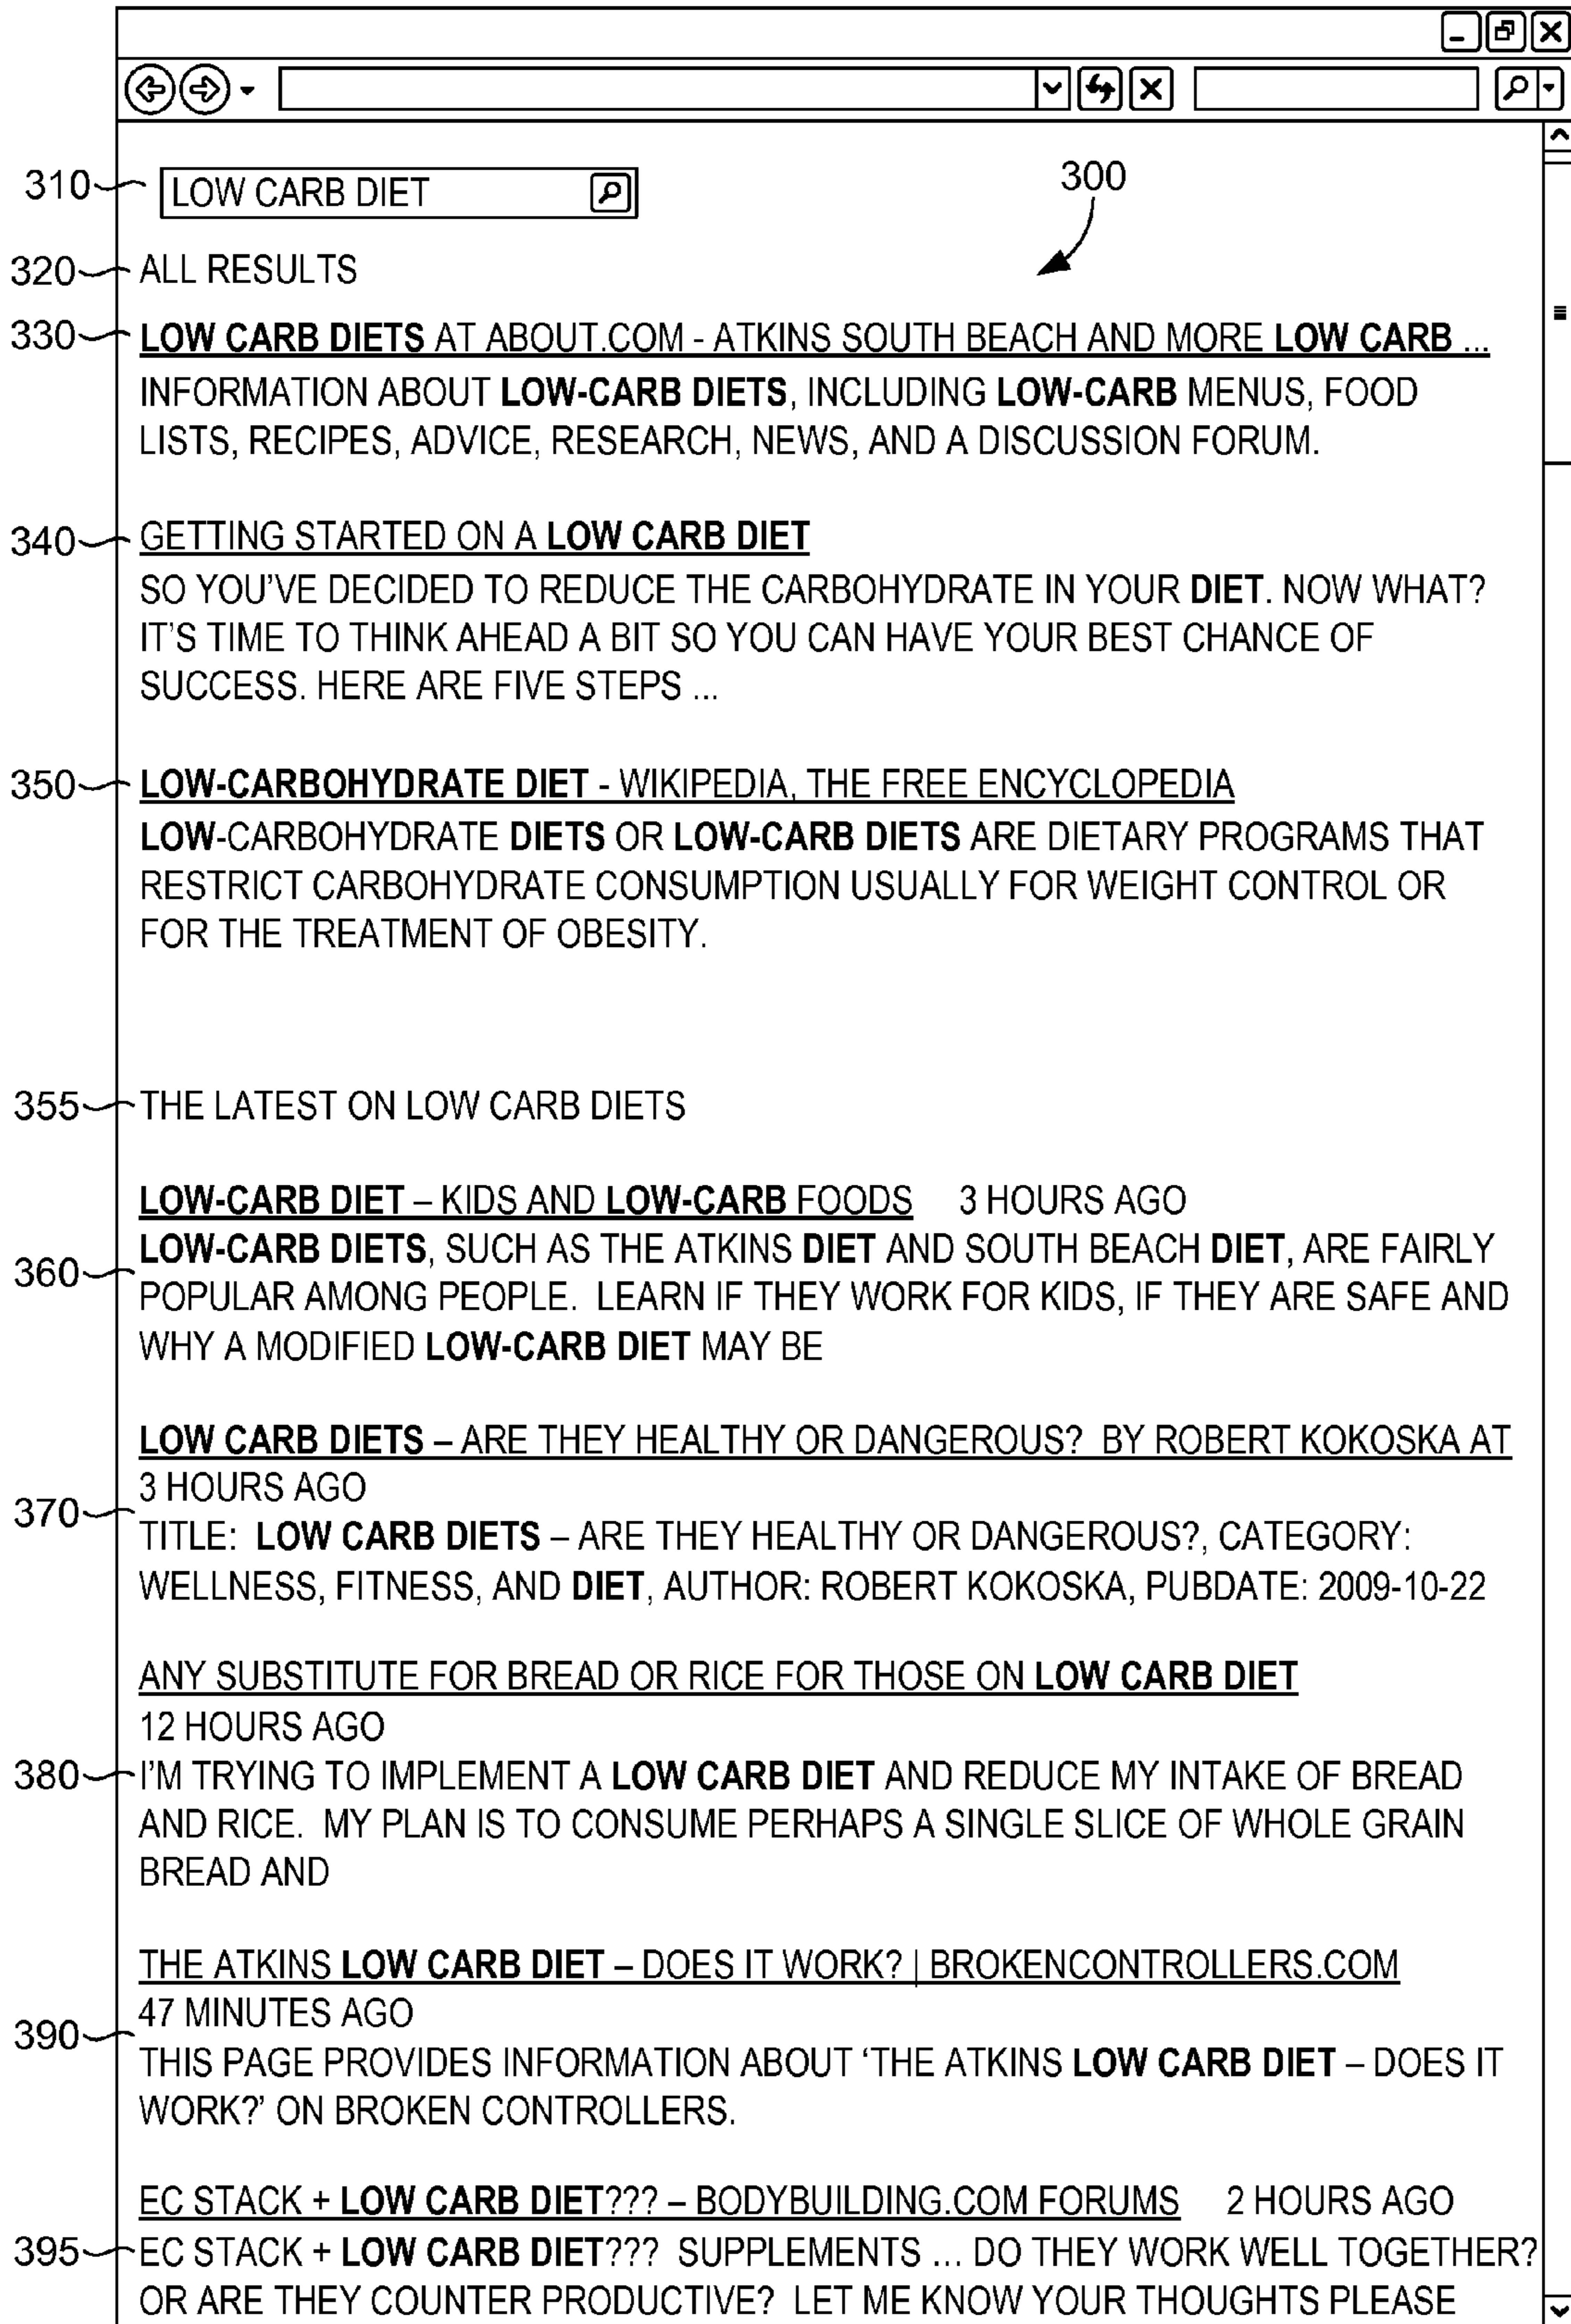 310 LOW CARB DIET
300
320 ALL RESULTS
330 LOW CARB DIETS AT ABOUT.COM - ATKINS SOUTH BEACH AND MORE LOW CARB ...
INFORMATION ABOUT LOW-CARB DIETS, INCLUDING LOW-CARB MENUS, FOOD
LISTS, RECIPES, ADVICE, RESEARCH, NEWS, AND A DISCUSSION FORUM.
340 GETTING STARTED ON A LOW CARB DIET
SO YOU'VE DECIDED TO REDUCE THE CARBOHYDRATE IN YOUR DIET. NOW WHAT?
IT'S TIME TO THINK AHEAD A BIT SO YOU CAN HAVE YOUR BEST CHANCE OF
SUCCESS. HERE ARE FIVE STEPS ...
350 LOW-CARBOHYDRATE DIET - WIKIPEDIA, THE FREE ENCYCLOPEDIA
LOW-CARBOHYDRATE DIETS OR LOW-CARB DIETS ARE DIETARY PROGRAMS THAT
RESTRICT CARBOHYDRATE CONSUMPTION USUALLY FOR WEIGHT CONTROL OR
FOR THE TREATMENT OF OBESITY.
355 THE LATEST ON LOW CARB DIETS
LOW-CARB DIET – KIDS AND LOW-CARB FOODS 3 HOURS AGO
LOW-CARB DIETS, SUCH AS THE ATKINS DIET AND SOUTH BEACH DIET, ARE FAIRLY
360
POPULAR AMONG PEOPLE. LEARN IF THEY WORK FOR KIDS, IF THEY ARE SAFE AND
WHY A MODIFIED LOW-CARB DIET MAY BE
LOW CARB DIETS – ARE THEY HEALTHY OR DANGEROUS? BY ROBERT KOKOSKA AT
3 HOURS AGO
370
TITLE: LOW CARB DIETS – ARE THEY HEALTHY OR DANGEROUS?, CATEGORY:
WELLNESS, FITNESS, AND DIET, AUTHOR: ROBERT KOKOSKA, PUBDATE: 2009-10-22
ANY SUBSTITUTE FOR BREAD OR RICE FOR THOSE ON LOW CARB DIET
12 HOURS AGO
380 I'M TRYING TO IMPLEMENT A LOW CARB DIET AND REDUCE MY INTAKE OF BREAD
AND RICE. MY PLAN IS TO CONSUME PERHAPS A SINGLE SLICE OF WHOLE GRAIN
BREAD AND
THE ATKINS LOW CARB DIET – DOES IT WORK? | BROKENCONTROLLERS.COM
47 MINUTES AGO
390
THIS PAGE PROVIDES INFORMATION ABOUT 'THE ATKINS LOW CARB DIET – DOES IT
WORK?' ON BROKEN CONTROLLERS.
EC STACK + LOW CARB DIET??? – BODYBUILDING.COM FORUMS 2 HOURS AGO
395 EC STACK + LOW CARB DIET??? SUPPLEMENTS ... DO THEY WORK WELL TOGETHER?
OR ARE THEY COUNTER PRODUCTIVE? LET ME KNOW YOUR THOUGHTS PLEASE